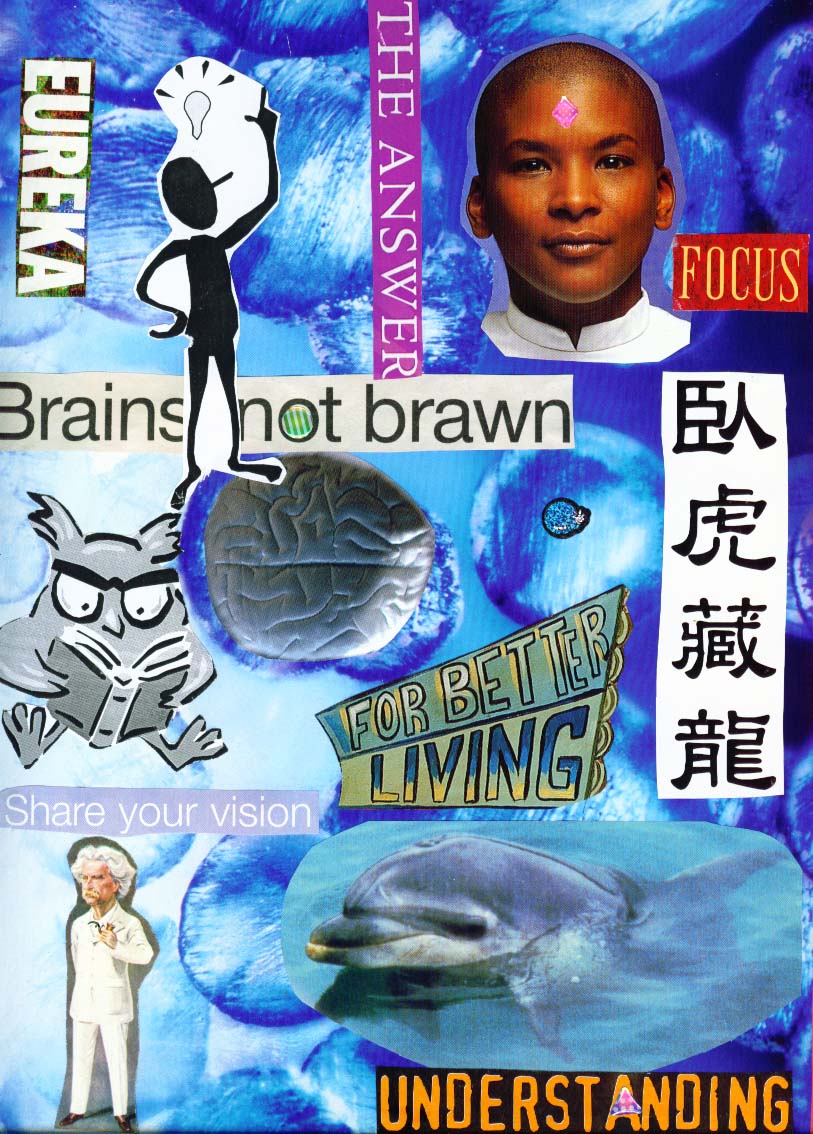 EUREKA
THE ANSWER
FOCUS
Brains not brawn
臥虎藏龍
FOR BETTER
LIVING
Share your vision
UNDERSTANDING